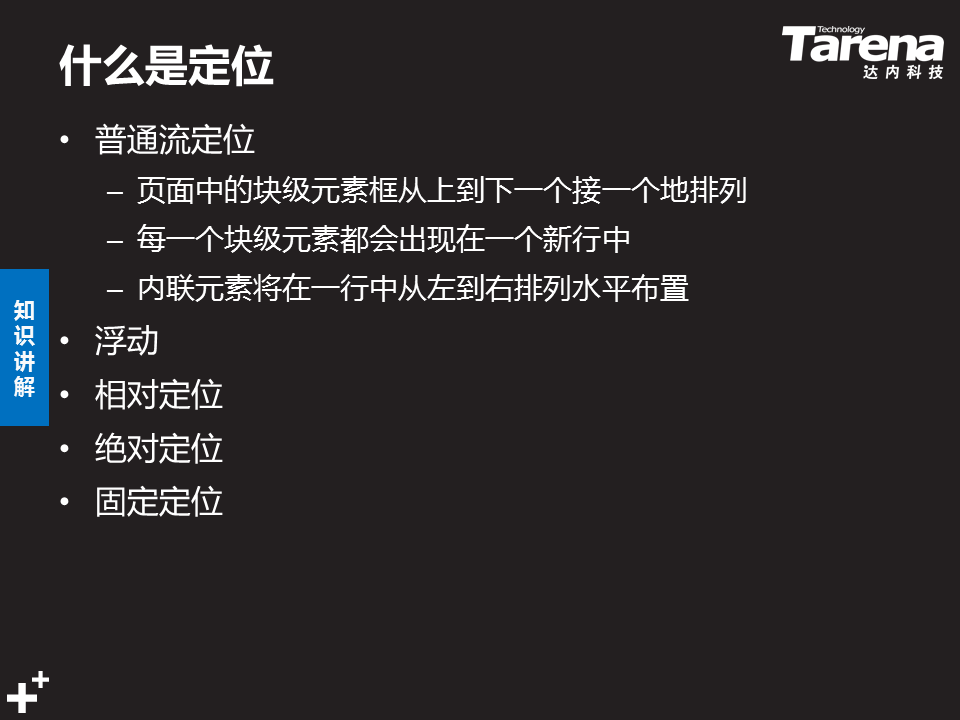 什么是定位
Technology
Tarena
达内科技
• 普通流定位
– 页面中的块级元素框从上到下一个接一个地排列
– 每一个块级元素都会出现在一个新行中
– 内联元素将在一行中从左到右排列水平布置
知识讲解
• 浮动
• 相对定位
• 绝对定位
• 固定定位